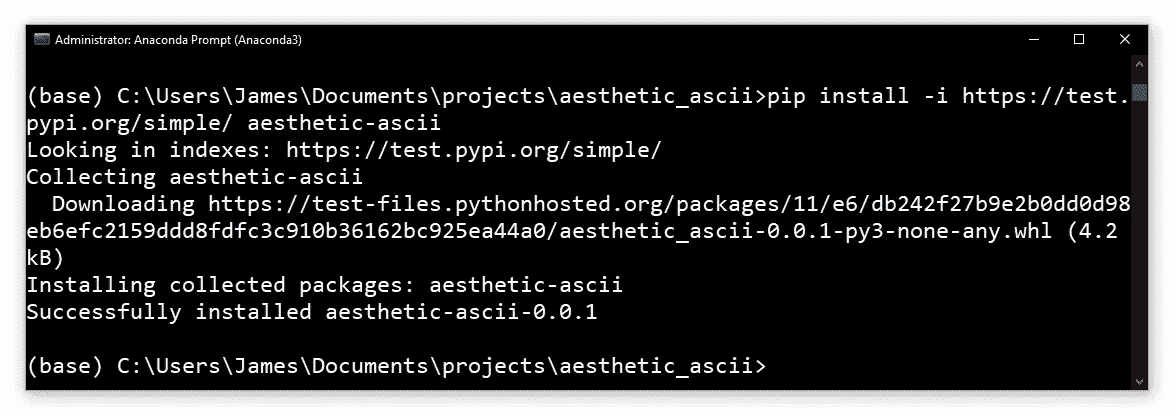 Administrator: Anaconda Prompt (Anaconda3)
(base) C:\Users\James\Documents\projects\aesthetic_ascii>pip install -i https://test.
pypi.org/simple/ aesthetic-ascii
Looking in indexes: https://test.pypi.org/simple/
Collecting aesthetic-ascii
  Downloading https://test-files.pythonhosted.org/packages/11/e6/db242f27b9e2b0dd0d98
eb6efc2159ddd8fdfc3c910b36162bc925ea44a0/aesthetic_ascii-0.0.1-py3-none-any.whl (4.2
kB)
Installing collected packages: aesthetic-ascii
Successfully installed aesthetic-ascii-0.0.1
(base) C:\Users\James\Documents\projects\aesthetic_ascii>